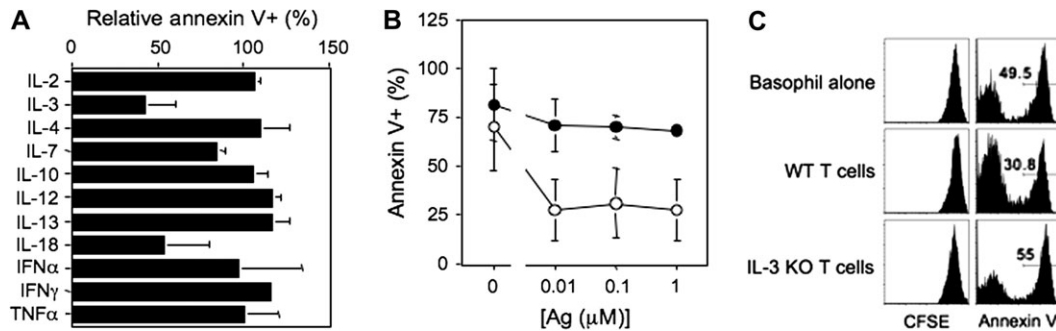 A
Relative annexin V+ (%)
0 50 100 150
IL-2
IL-3
IL-4
IL-7
IL-10
IL-12
IL-13
IL-18
IFNα
IFNγ
TNFα
B
Annexin V+ (%)
125
100
75
50
25
0
0 0.01 0.1 1
[Ag (μM)]
C
Basophil alone
49.5
WT T cells
30.8
IL-3 KO T cells
55
CFSE Annexin V